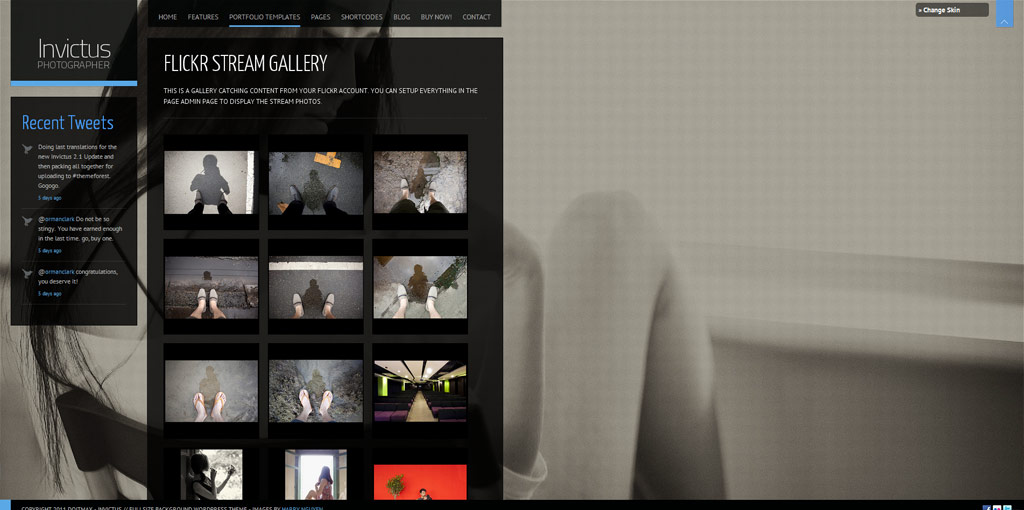 HOME FEATURES PORTFOLIO TEMPLATES PAGES SHORTCODES BLOG BUY NOW! CONTACT
» Change Skin
Invictus
PHOTOGRAPHER
Recent Tweets
Doing last translations for the
new Invictus 2.1 Update and
then packing all together for
uploading to #themeforest.
Gogogo.
5 days ago
@ormanclark Do not be so
stingy. You have earned enough
in the last time, go, buy one.
5 days ago
@ormanclark congratulations,
you deserve it!
5 days ago
FLICKR STREAM GALLERY
THIS IS A GALLERY CATCHING CONTENT FROM YOUR FLICKR ACCOUNT. YOU CAN SETUP EVERYTHING IN THE
PAGE ADMIN PAGE TO DISPLAY THE STREAM PHOTOS.
COPYRIGHT 2011 DOITMAX - INVICTUS // FULLSIZE BACKGROUND WORDPRESS THEME - IMAGES BY HARRY NGUYEN